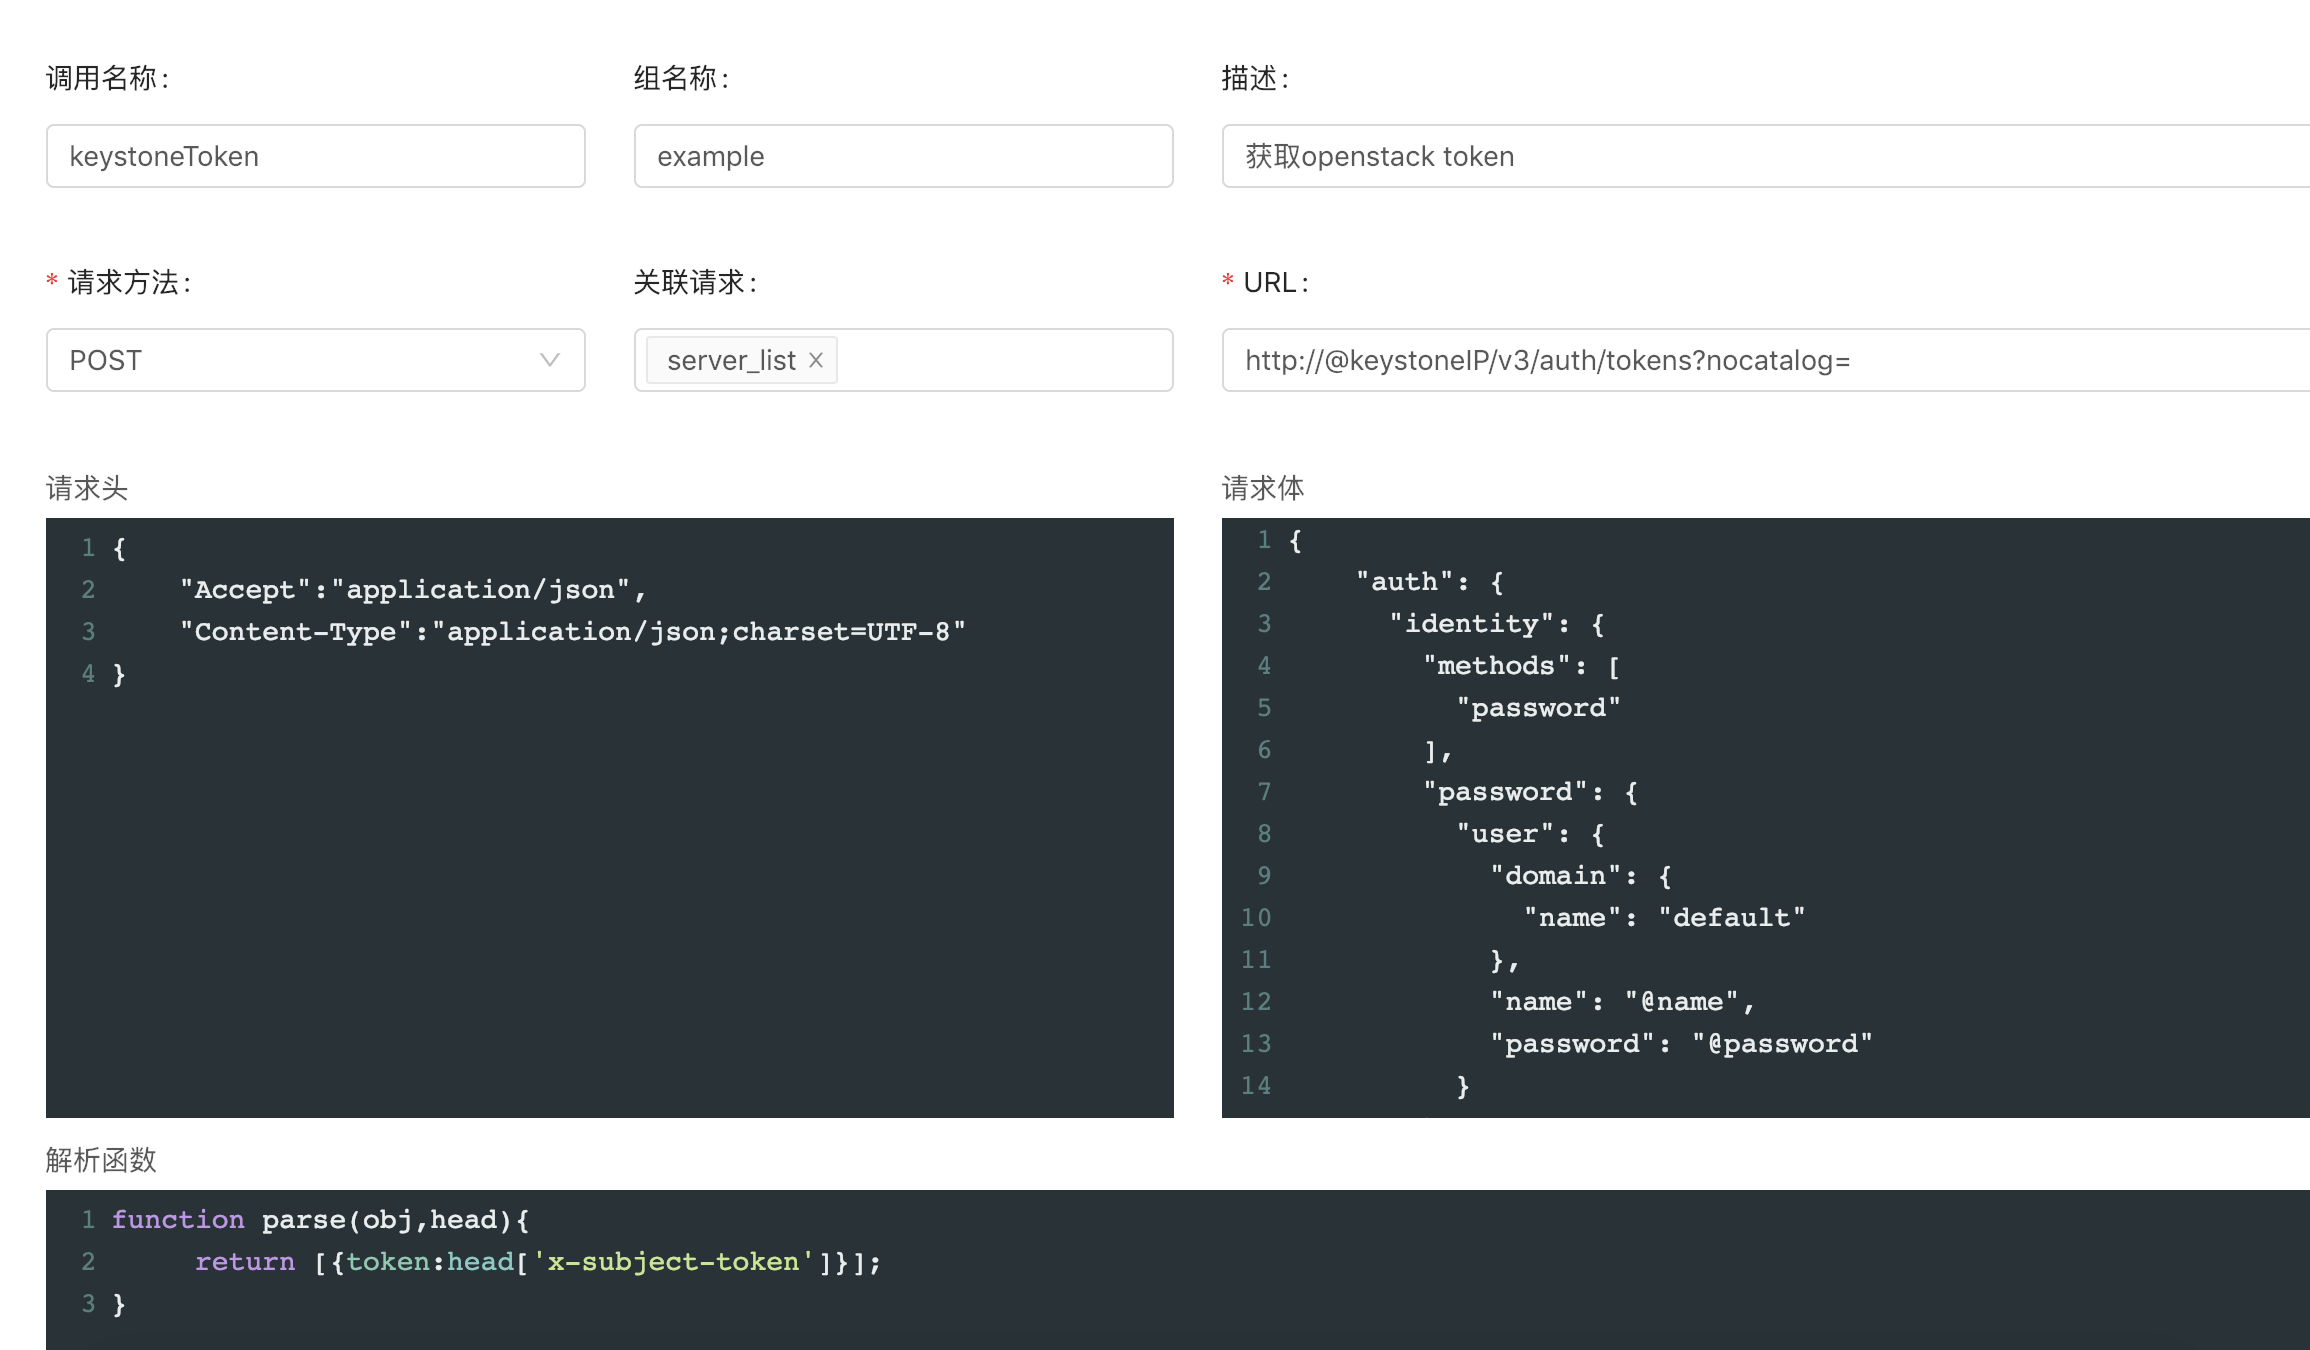 调用名称:
组名称:
描述:
keystoneToken
example
获取openstack token
* 请求方法:
关联请求:
* URL:
POST
server_list ×
http://@keystoneIP/v3/auth/tokens?nocatalog=
请求头
1 {
2 "Accept":"application/json",
3 "Content-Type":"application/json;charset=UTF-8"
4 }
请求体
1 {
2 "auth": {
3 "identity": {
4 "methods": [
5 "password"
6 ],
7 "password": {
8 "user": {
9 "domain": {
10 "name": "default"
11 },
12 "name": "@name",
13 "password": "@password"
14 }
解析函数
1 function parse(obj,head){
2 return [{token:head['x-subject-token']}];
3 }